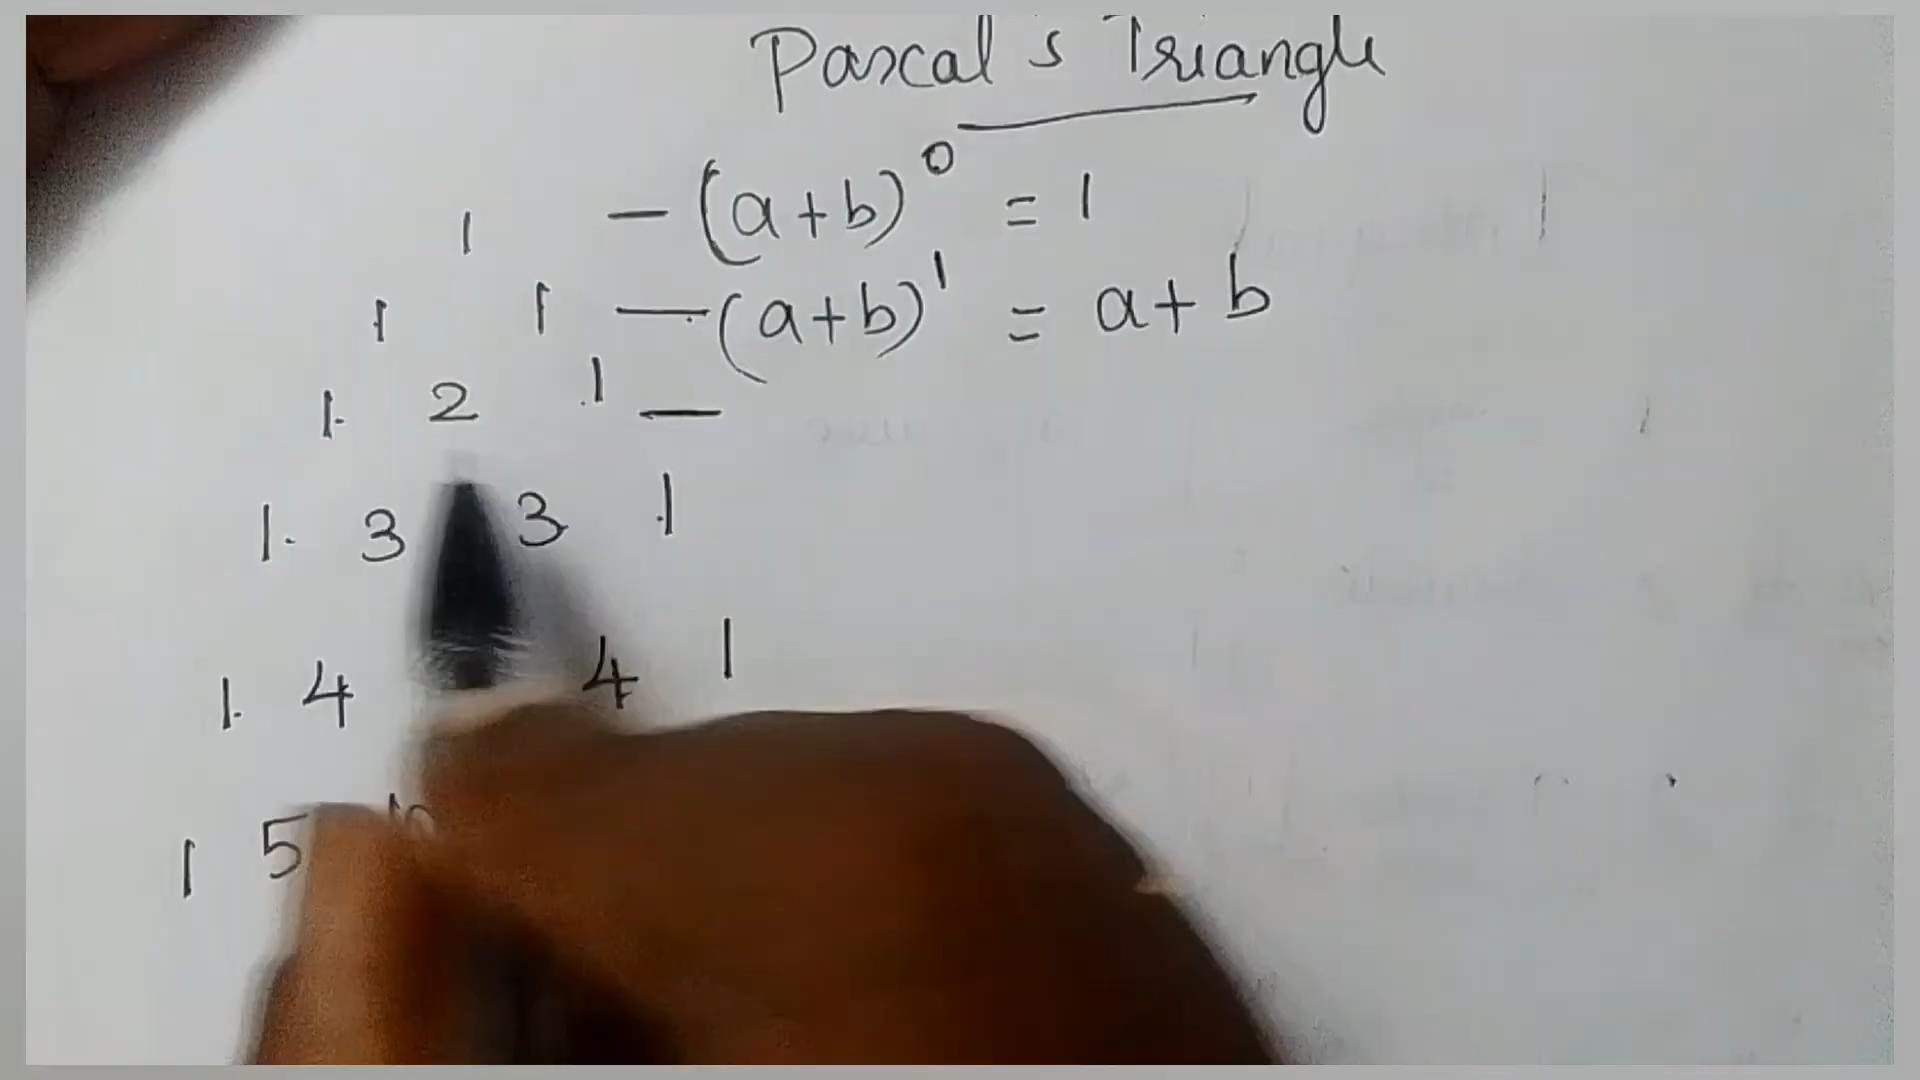 Pascal's Triangle
1 - (a+b)⁰ = 1
1 1 — (a+b)¹ = a+b
1. 2 1 —
1. 3 3 1
1. 4 4 1
1 5 10